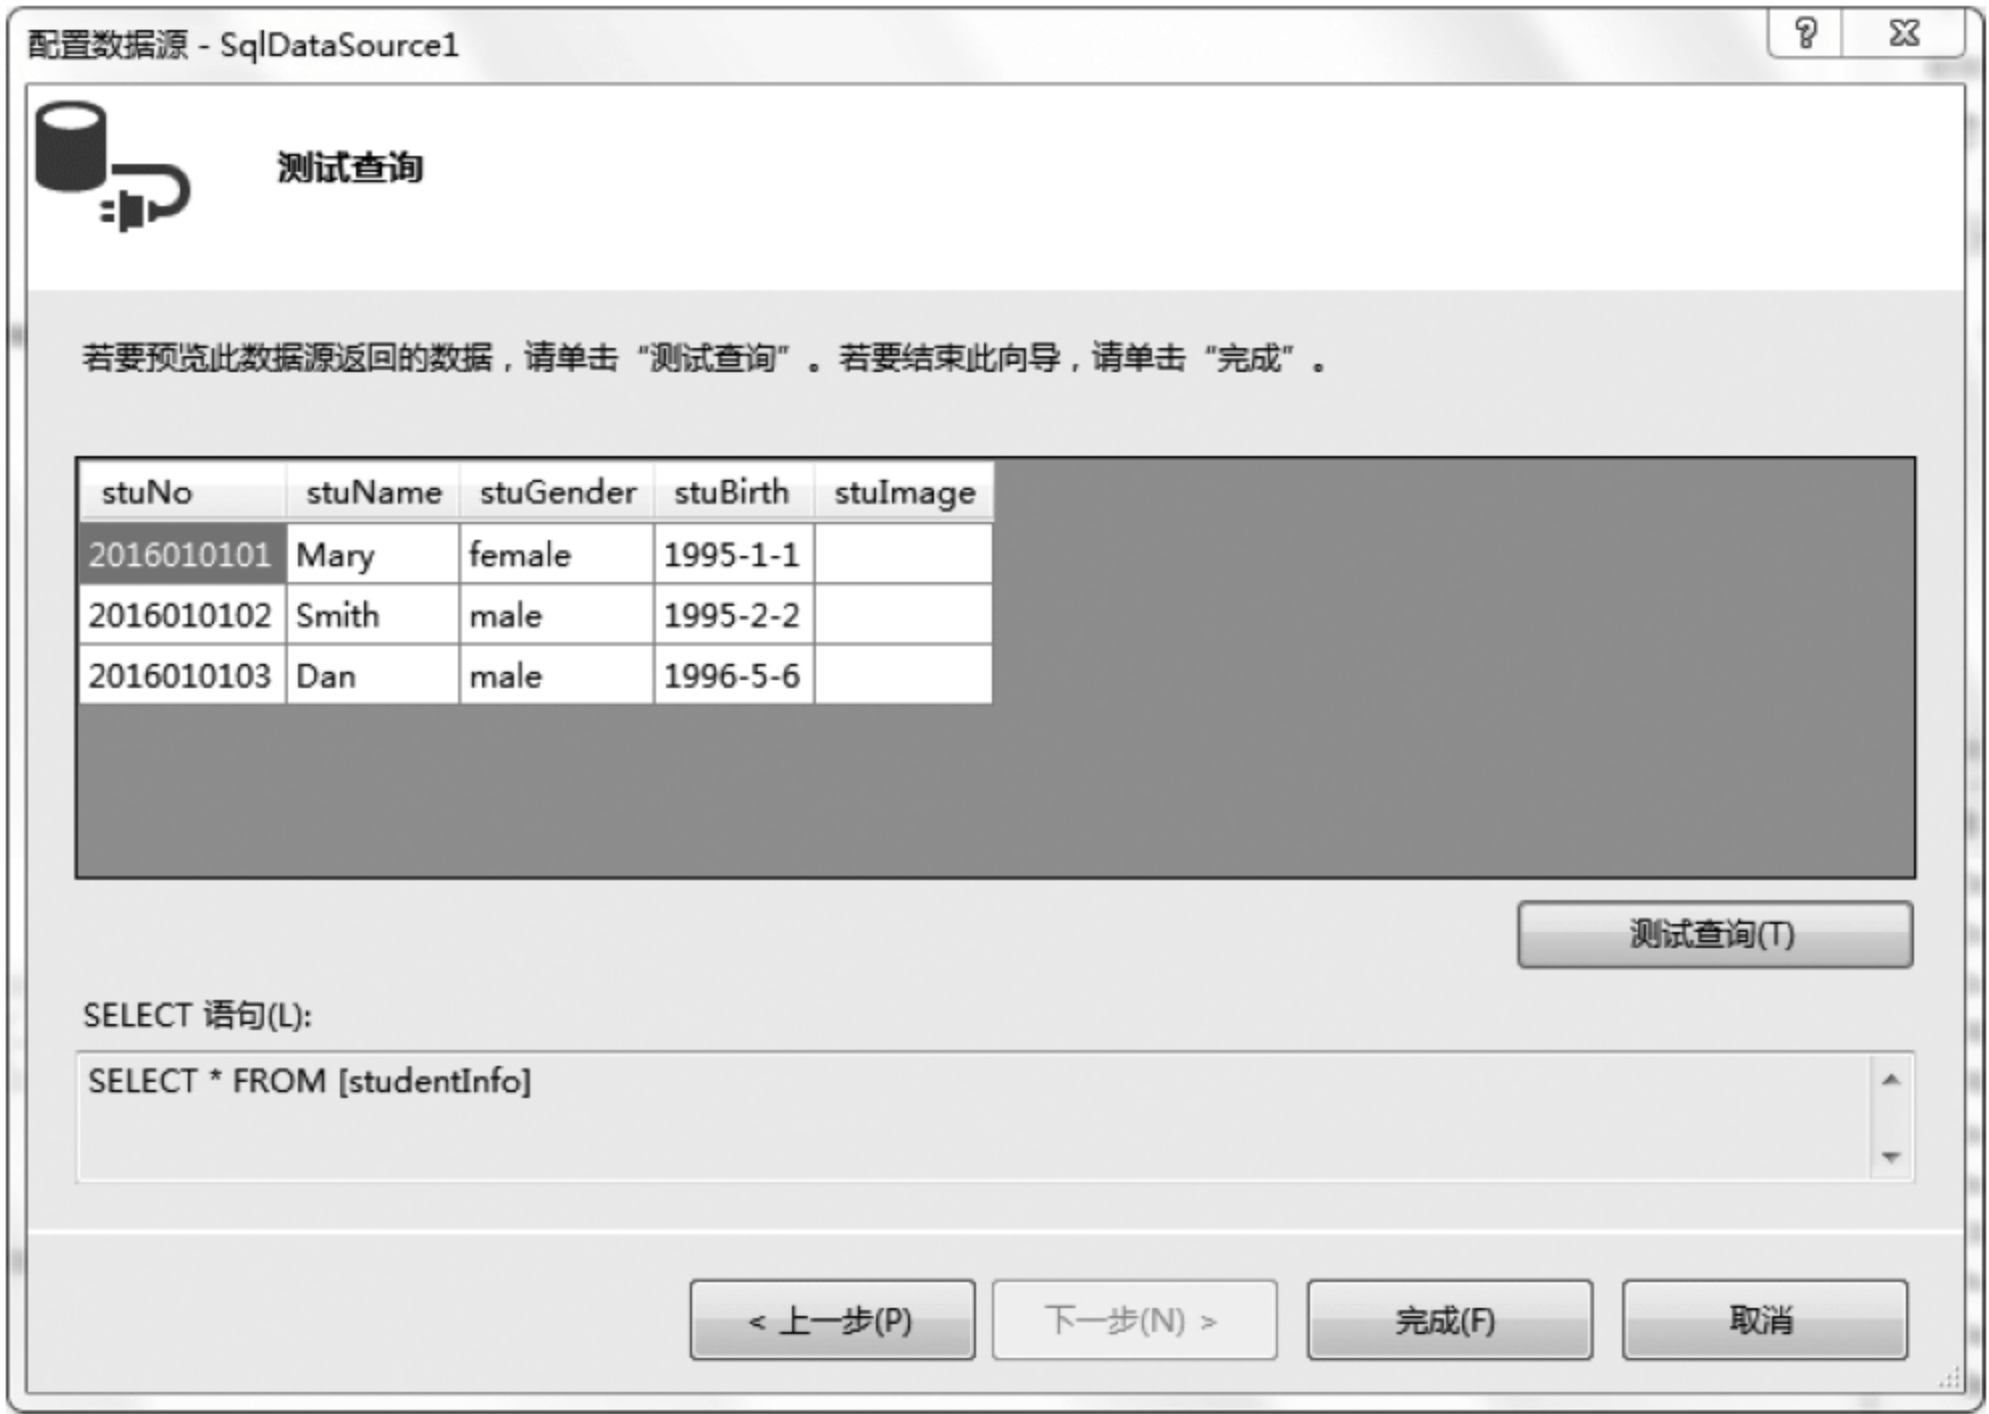 配置数据源 - SqlDataSource1
测试查询
若要预览此数据源返回的数据，请单击“测试查询”。若要结束此向导，请单击“完成”。
stuNo stuName stuGender stuBirth stuImage
2016010101 Mary female 1995-1-1
2016010102 Smith male 1995-2-2
2016010103 Dan male 1996-5-6
测试查询(T)
SELECT 语句(L):
SELECT * FROM [studentInfo]
< 上一步(P) 下一步(N) > 完成(F) 取消